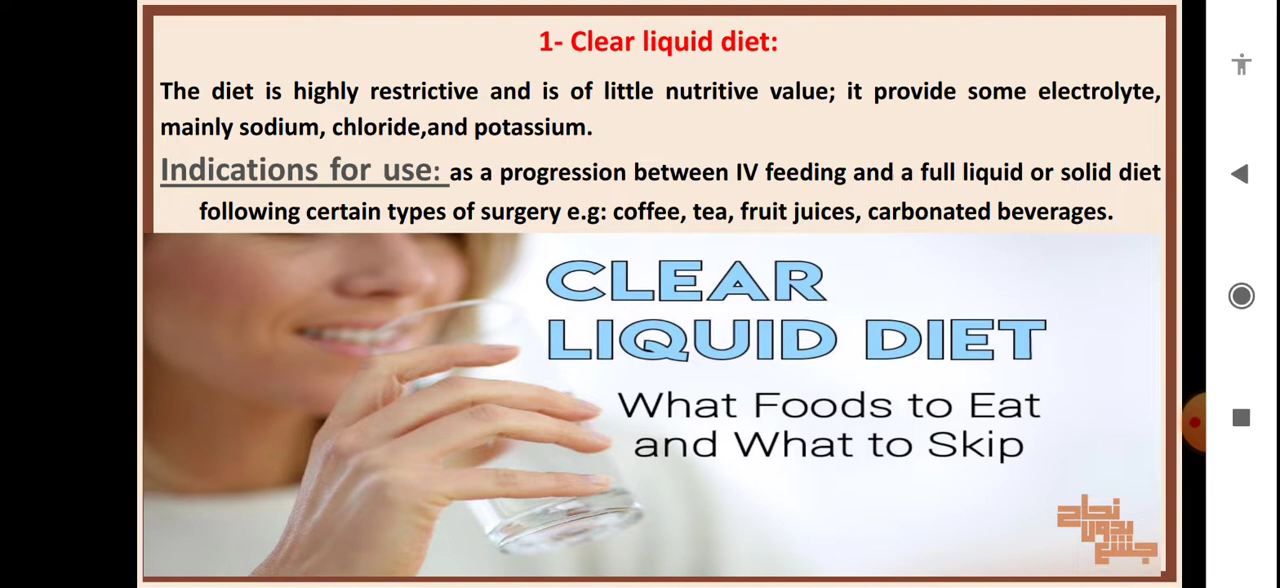 1- Clear liquid diet:
The diet is highly restrictive and is of little nutritive value; it provide some electrolyte,
mainly sodium, chloride,and potassium.
Indications for use: as a progression between IV feeding and a full liquid or solid diet
following certain types of surgery e.g: coffee, tea, fruit juices, carbonated beverages.
CLEAR
LIQUID DIET
What Foods to Eat
and What to Skip
نجاح
بدون
جشع